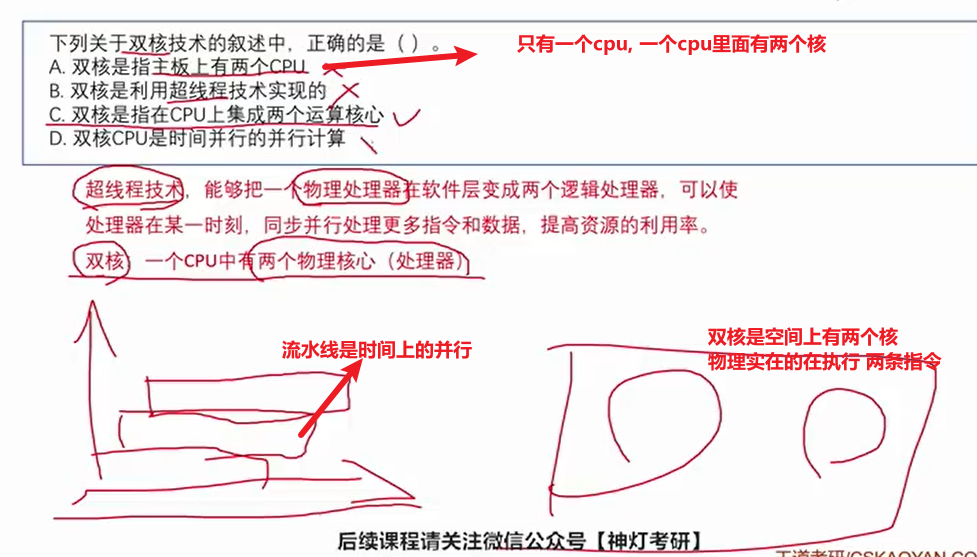 下列关于双核技术的叙述中，正确的是（ ）。
只有一个cpu, 一个cpu里面有两个核
A. 双核是指主板上有两个CPU
B. 双核是利用超线程技术实现的
C. 双核是指在CPU上集成两个运算核心
D. 双核CPU是时间并行的并行计算
超线程技术，能够把一个物理处理器在软件层变成两个逻辑处理器，可以使
处理器在某一时刻，同步并行处理更多指令和数据，提高资源的利用率。
双核：一个CPU中有两个物理核心（处理器）
流水线是时间上的并行
双核是空间上有两个核
物理实在的在执行 两条指令
后续课程请关注微信公众号【神灯考研】
王道考研/CSKAOYAN.CO